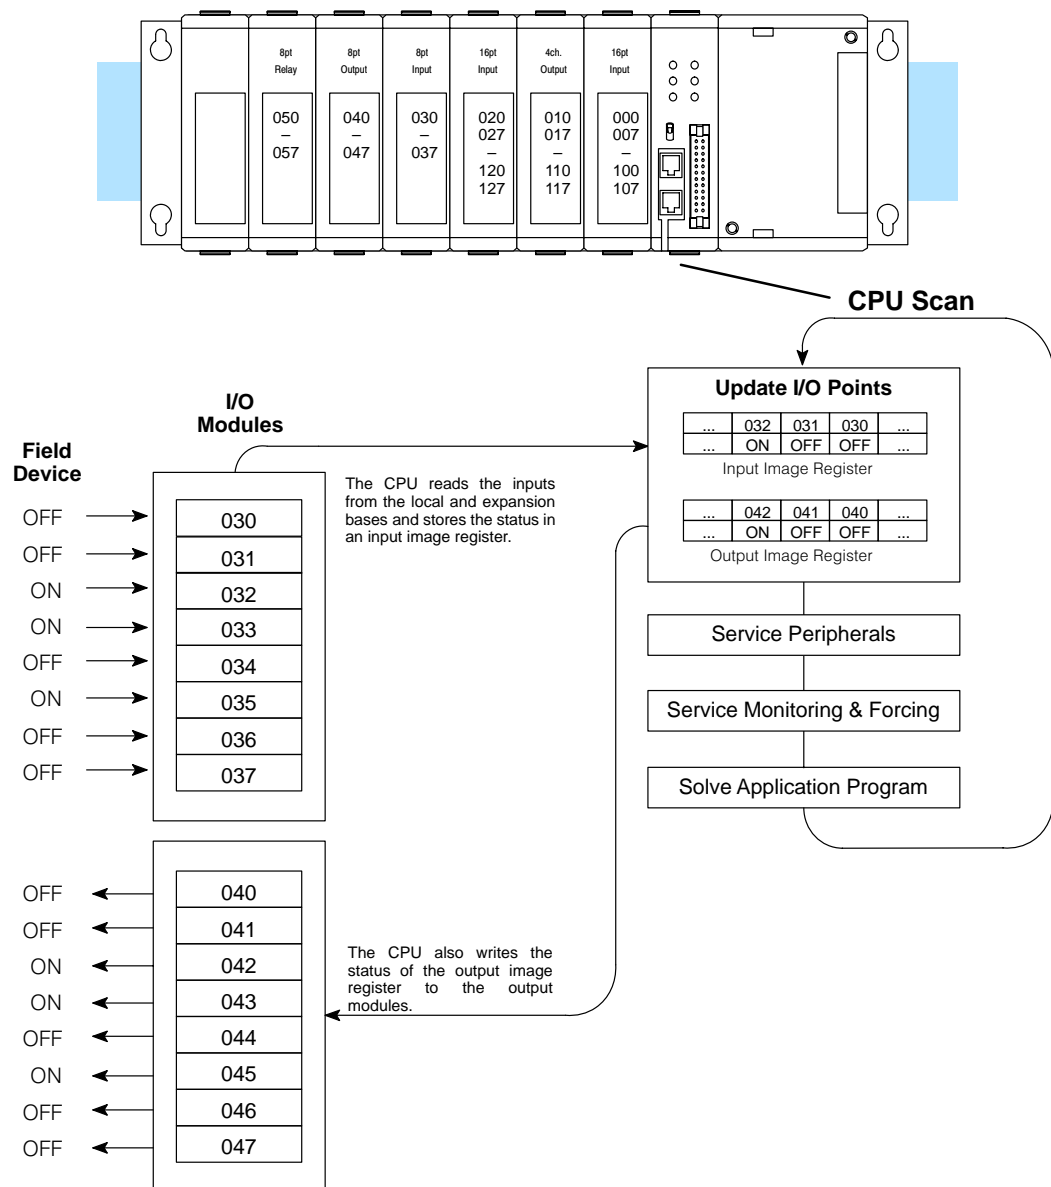 8pt
Relay
8pt
Output
8pt
Input
16pt
Input
4ch.
Output
16pt
Input
050
–
057
040
–
047
030
–
037
020
027
–
120
127
010
017
–
110
117
000
007
–
100
107
CPU Scan
Update I/O Points
... 032 031 030 ...
... ON OFF OFF ...
Input Image Register
... 042 041 040 ...
... ON OFF OFF ...
Output Image Register
Service Peripherals
Service Monitoring & Forcing
Solve Application Program
I/O
Modules
Field
Device
The CPU reads the inputs
from the local and expansion
bases and stores the status in
an input image register.
OFF 030
OFF 031
ON 032
ON 033
OFF 034
ON 035
OFF 036
OFF 037
OFF 040
OFF 041
ON 042
ON 043
OFF 044
ON 045
OFF 046
OFF 047
The CPU also writes the
status of the output image
register to the output
modules.